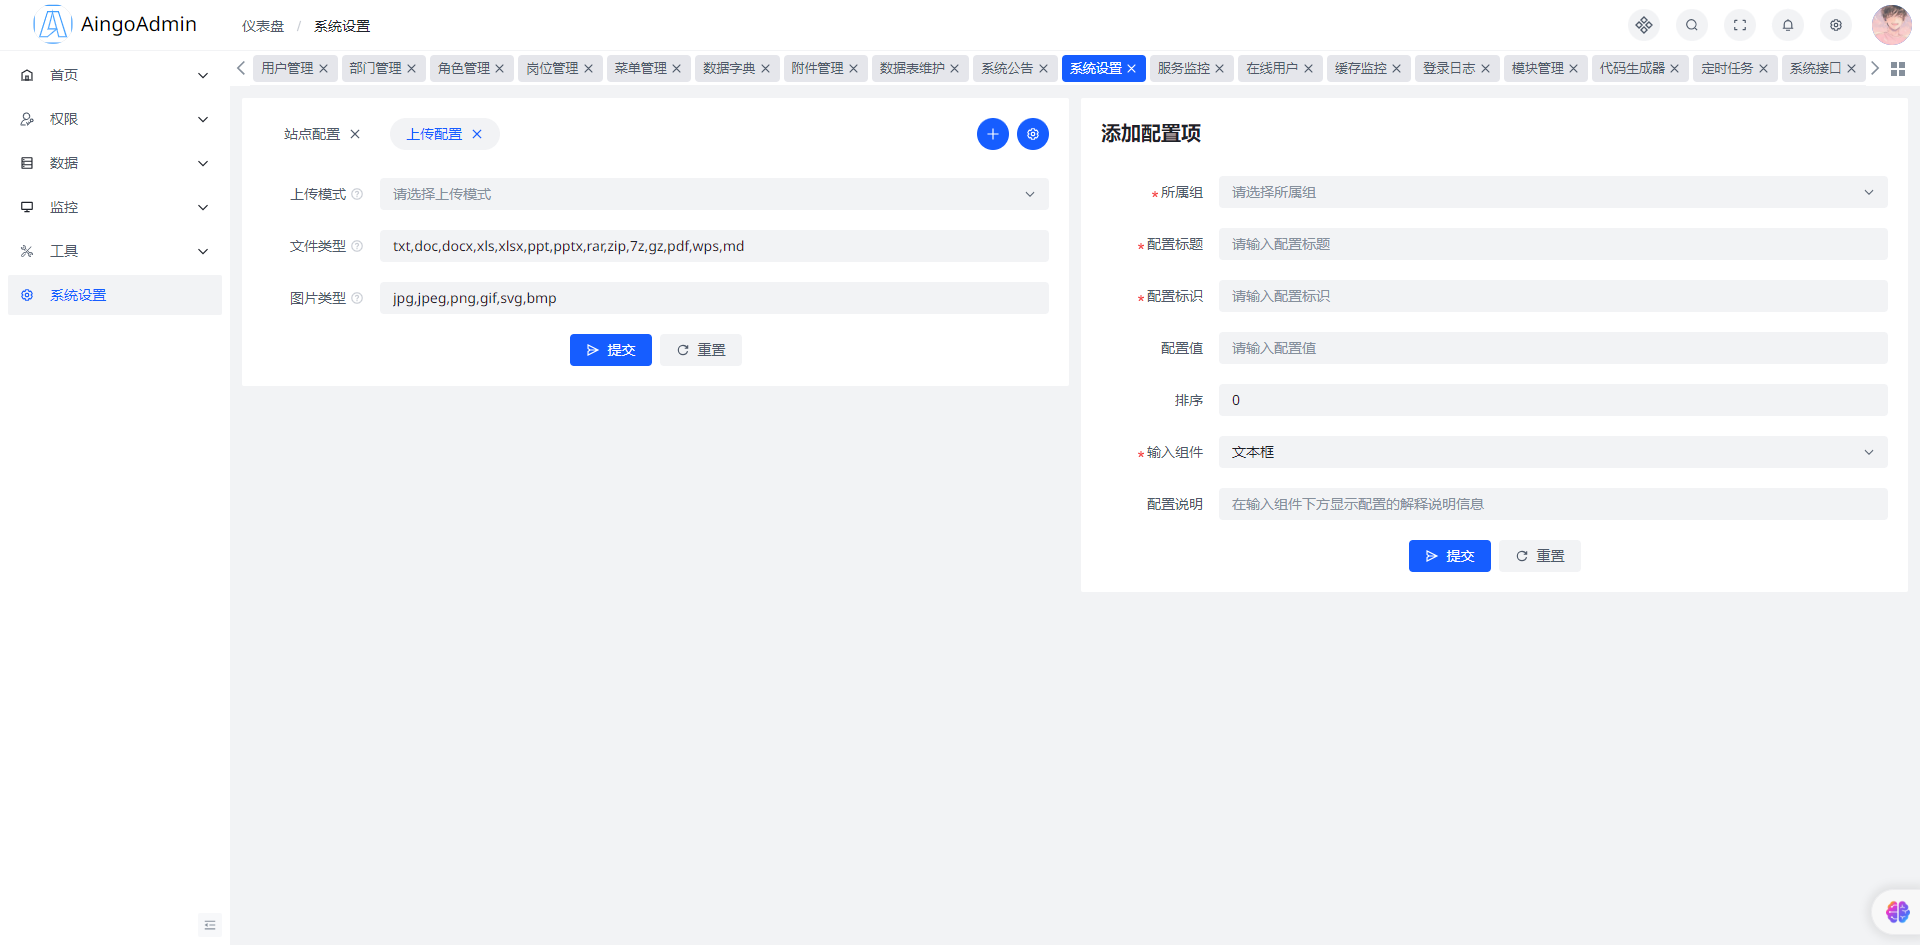 AingoAdmin
仪表盘 / 系统设置
首页
权限
数据
监控
工具
系统设置
用户管理 部门管理 角色管理 岗位管理 菜单管理 数据字典 附件管理 数据表维护 系统公告 系统设置 服务监控 在线用户 缓存监控 登录日志 模块管理 代码生成器 定时任务 系统接口
站点配置 上传配置
上传模式 请选择上传模式
文件类型 txt,doc,docx,xls,xlsx,ppt,pptx,rar,zip,7z,gz,pdf,wps,md
图片类型 jpg,jpeg,png,gif,svg,bmp
提交 重置
添加配置项
*所属组 请选择所属组
*配置标题 请输入配置标题
*配置标识 请输入配置标识
配置值 请输入配置值
排序 0
*输入组件 文本框
配置说明 在输入组件下方显示配置的解释说明信息
提交 重置